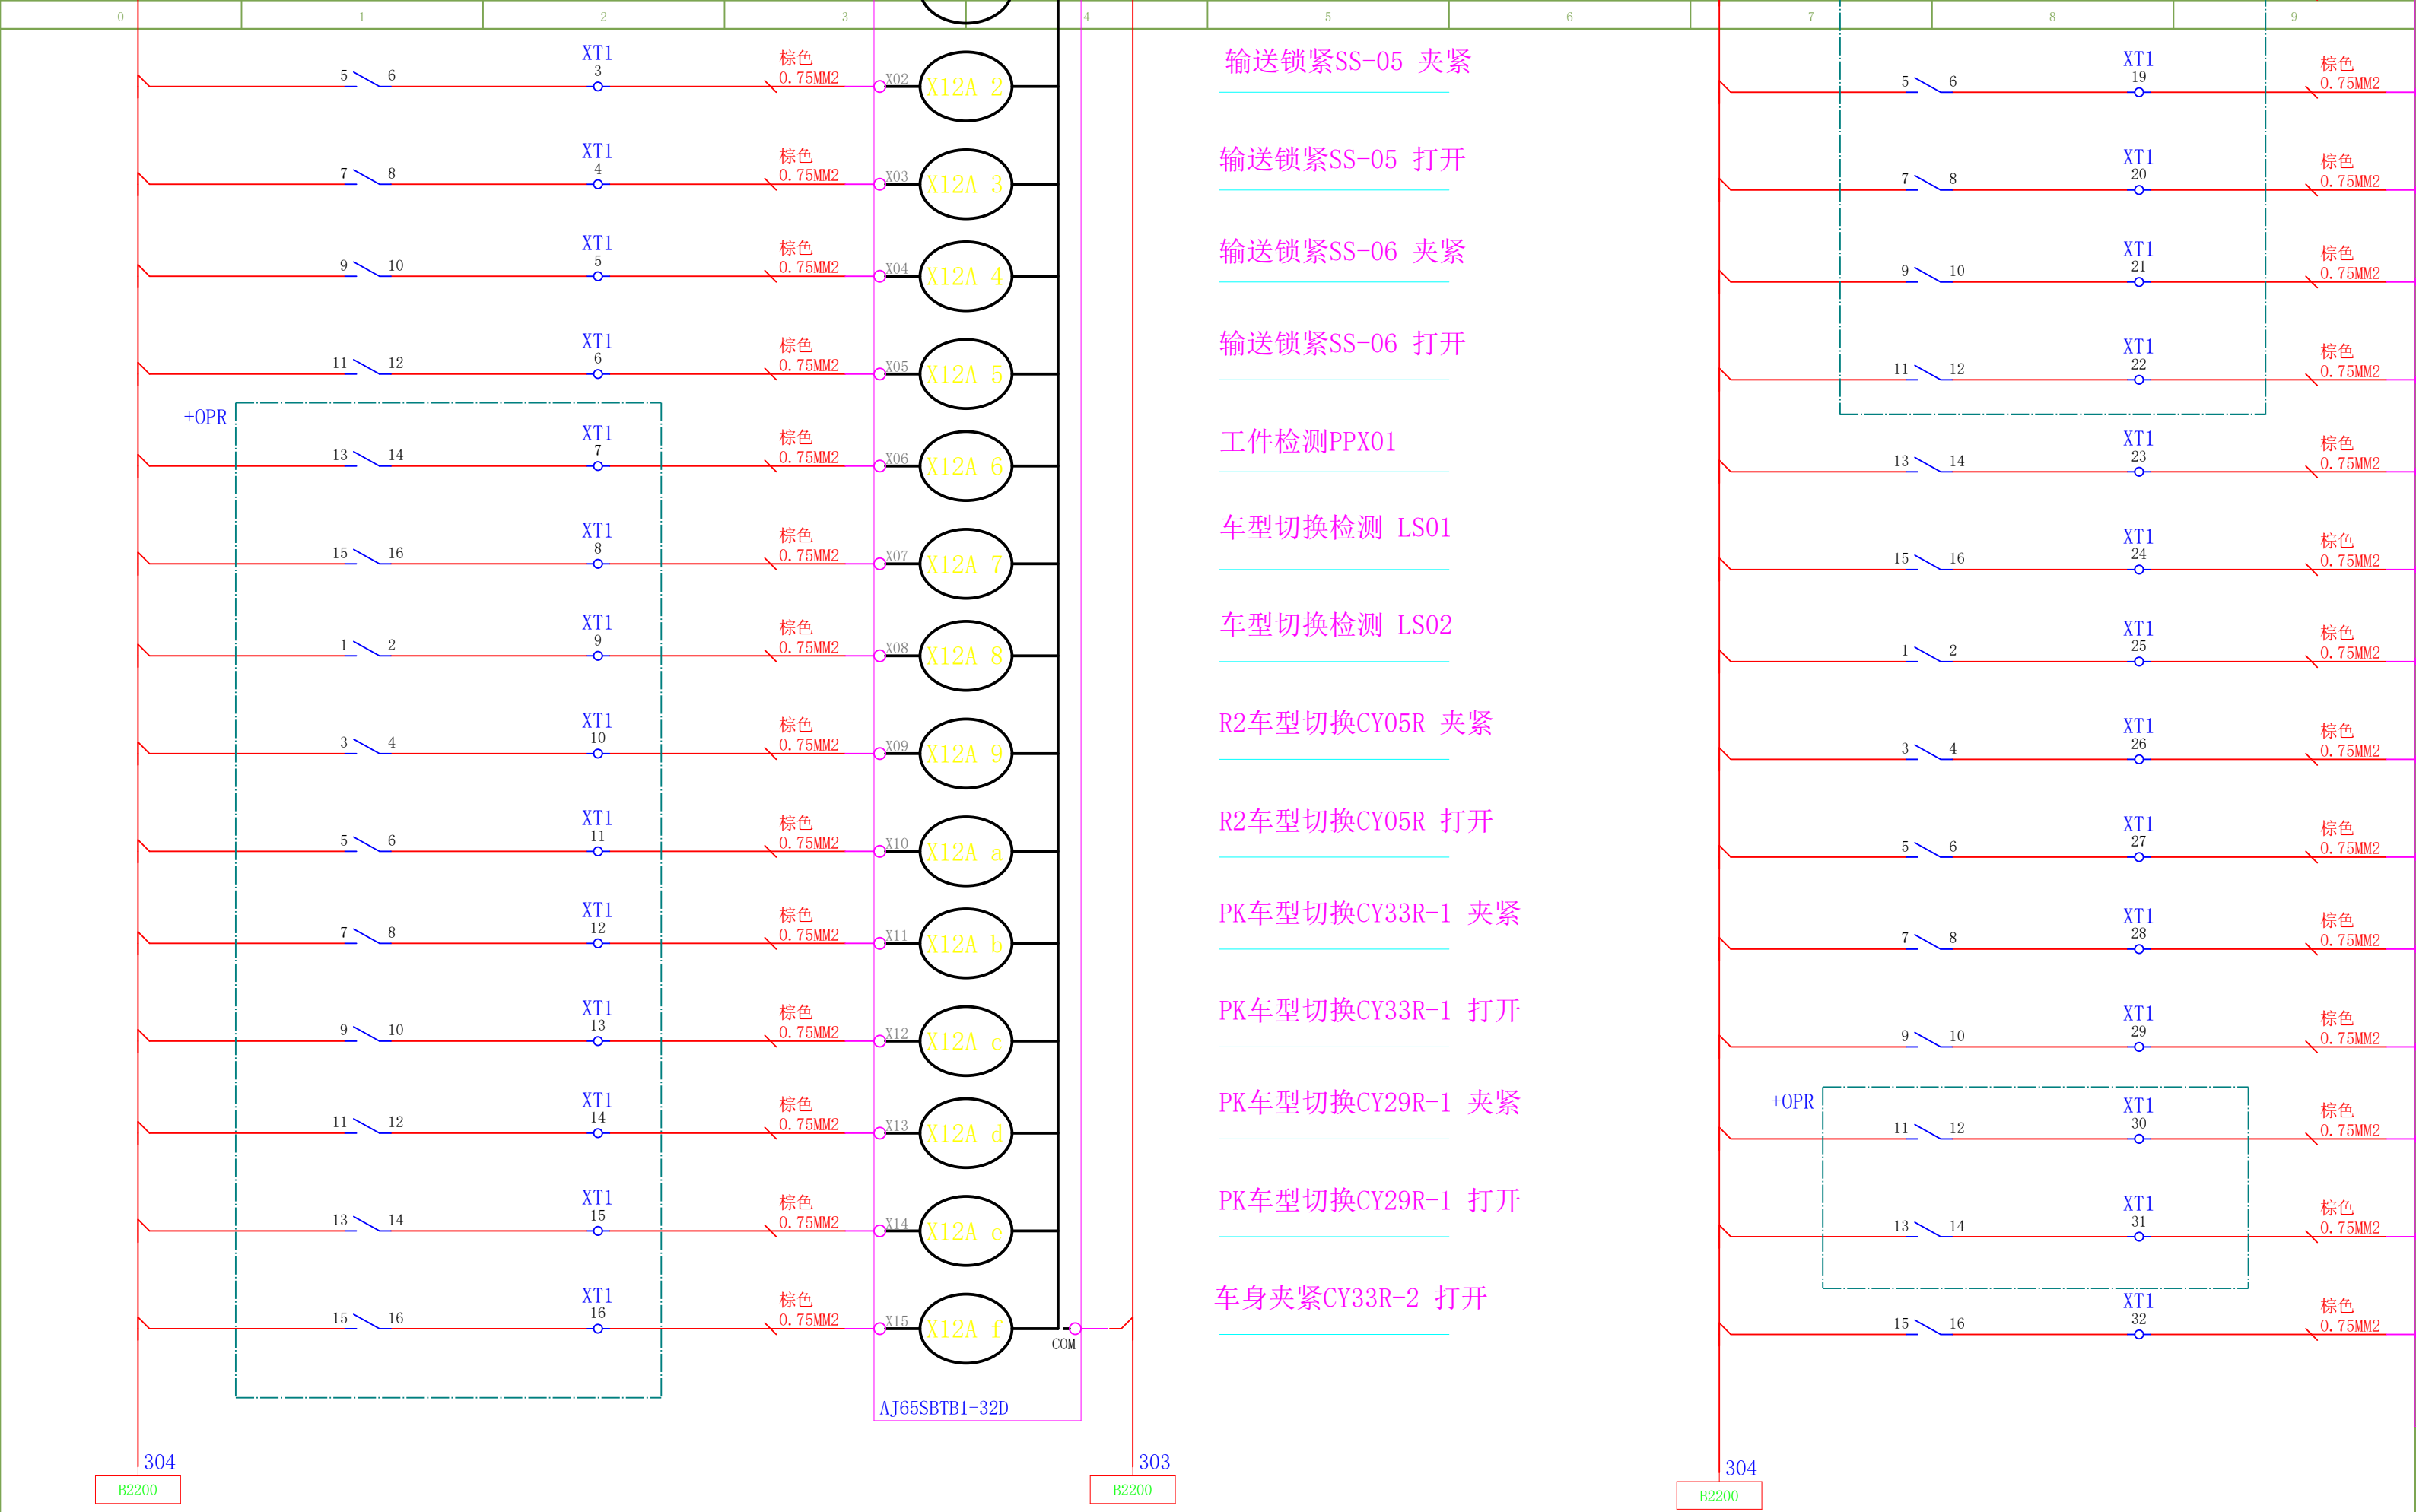 0 1 2 3 4 5 6 7 8 9
XT1 棕色 输送锁紧SS-05 夹紧 XT1 棕色
5 6 3 0.75MM2 X02 X12A 2 5 6 19 0.75MM2
XT1 棕色 输送锁紧SS-05 打开 XT1 棕色
7 8 4 0.75MM2 X03 X12A 3 7 8 20 0.75MM2
XT1 棕色 输送锁紧SS-06 夹紧 XT1 棕色
9 10 5 0.75MM2 X04 X12A 4 9 10 21 0.75MM2
XT1 棕色 输送锁紧SS-06 打开 XT1 棕色
11 12 6 0.75MM2 X05 X12A 5 11 12 22 0.75MM2
+OPR
XT1 棕色 工件检测PPX01 XT1 棕色
13 14 7 0.75MM2 X06 X12A 6 13 14 23 0.75MM2
XT1 棕色 车型切换检测 LS01 XT1 棕色
15 16 8 0.75MM2 X07 X12A 7 15 16 24 0.75MM2
XT1 棕色 车型切换检测 LS02 XT1 棕色
1 2 9 0.75MM2 X08 X12A 8 1 2 25 0.75MM2
XT1 棕色 R2车型切换CY05R 夹紧 XT1 棕色
3 4 10 0.75MM2 X09 X12A 9 3 4 26 0.75MM2
XT1 棕色 R2车型切换CY05R 打开 XT1 棕色
5 6 11 0.75MM2 X10 X12A a 5 6 27 0.75MM2
XT1 棕色 PK车型切换CY33R-1 夹紧 XT1 棕色
7 8 12 0.75MM2 X11 X12A b 7 8 28 0.75MM2
XT1 棕色 PK车型切换CY33R-1 打开 XT1 棕色
9 10 13 0.75MM2 X12 X12A c 9 10 29 0.75MM2
XT1 棕色 PK车型切换CY29R-1 夹紧 +OPR XT1 棕色
11 12 14 0.75MM2 X13 X12A d 11 12 30 0.75MM2
XT1 棕色 PK车型切换CY29R-1 打开 XT1 棕色
13 14 15 0.75MM2 X14 X12A e 13 14 31 0.75MM2
XT1 棕色 车身夹紧CY33R-2 打开 XT1 棕色
15 16 16 0.75MM2 X15 X12A f 15 16 32 0.75MM2
COM
AJ65SBTB1-32D
304 303 304
B2200 B2200 B2200